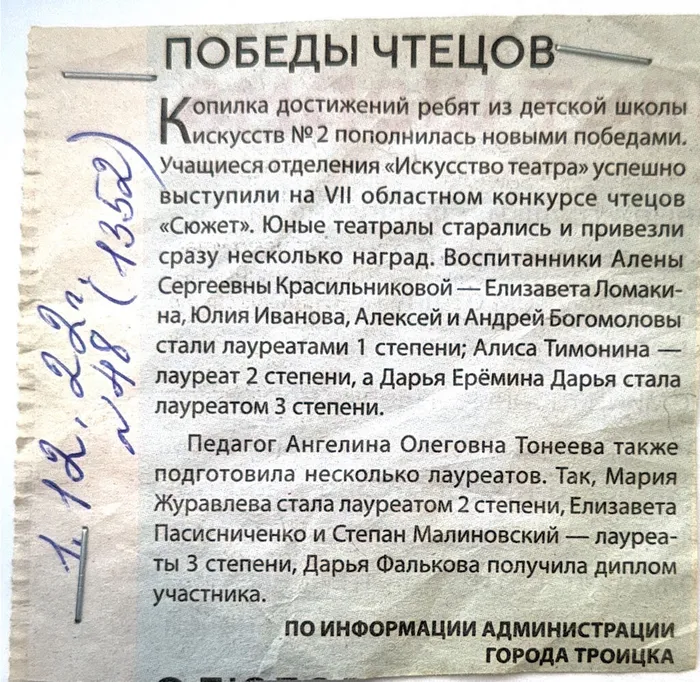 ПОБЕДЫ ЧТЕЦОВ
Копилка достижений ребят из детской школы
искусств №2 пополнилась новыми победами.
Учащиеся отделения «Искусство театра» успешно
выступили на VII областном конкурсе чтецов
«Сюжет». Юные театралы старались и привезли
сразу несколько наград. Воспитанники Алены
Сергеевны Красильниковой — Елизавета Ломаки-
на, Юлия Иванова, Алексей и Андрей Богомоловы
стали лауреатами 1 степени; Алиса Тимонина —
лауреат 2 степени, а Дарья Ерёмина Дарья стала
лауреатом 3 степени.
Педагог Ангелина Олеговна Тонеева также
подготовила несколько лауреатов. Так, Мария
Журавлева стала лауреатом 2 степени, Елизавета
Пасисниченко и Степан Малиновский — лауреа-
ты 3 степени, Дарья Фалькова получила диплом
участника.
ПО ИНФОРМАЦИИ АДМИНИСТРАЦИИ
ГОРОДА ТРОИЦКА
1.12.22г.
№48 (1352)